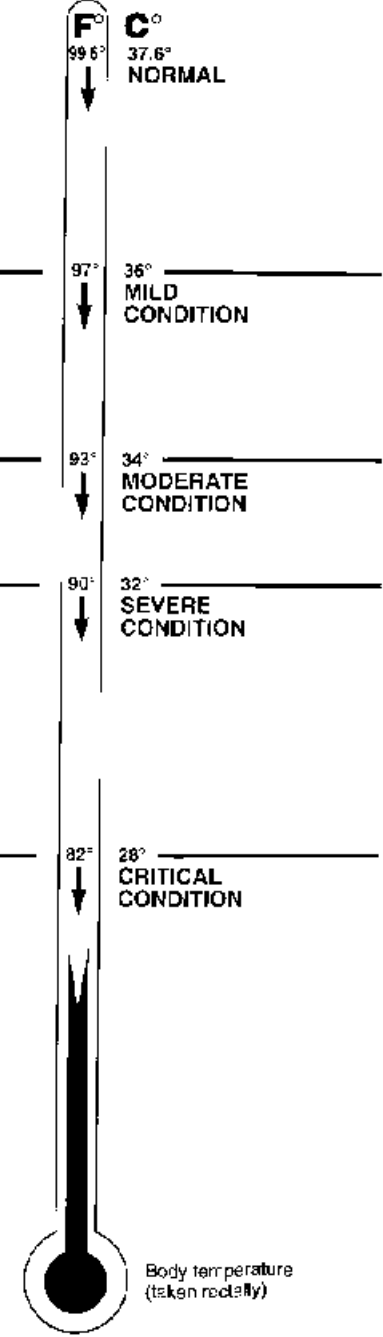 F° C°
99.6° 37.6°
NORMAL
97° 36°
MILD
CONDITION
93° 34°
MODERATE
CONDITION
90° 32°
SEVERE
CONDITION
82° 28°
CRITICAL
CONDITION
Body temperature
(taken rectally)